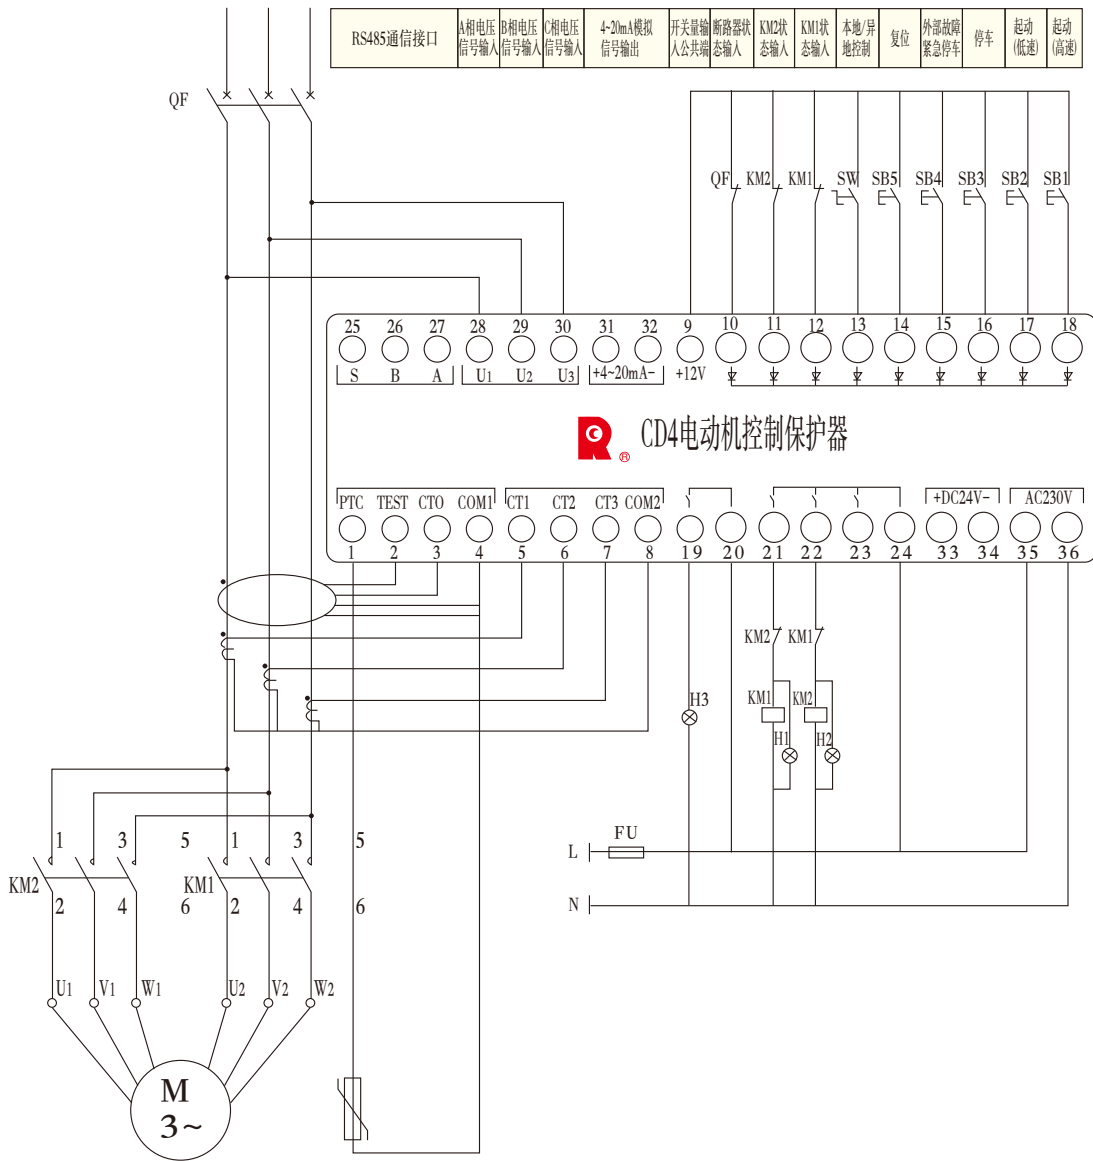 RS485通信接口
A相电压
信号输入
B相电压
信号输入
C相电压
信号输入
4~20mA模拟
信号输出
开关量输
入公共端
断路器状
态输入
KM2状
态输入
KM1状
态输入
本地/异
地控制
复位
外部故障
紧急停车
停车
起动
(低速)
起动
(高速)
QF
QF KM2 KM1 SW SB5 SB4 SB3 SB2 SB1
25 26 27 28 29 30 31 32 9 10 11 12 13 14 15 16 17 18
S B A U1 U2 U3 +4~20mA- +12V
R ® CD4电动机控制保护器
PTC TEST CTO COM1 CT1 CT2 CT3 COM2 +DC24V- AC230V
1 2 3 4 5 6 7 8 19 20 21 22 23 24 33 34 35 36
KM2 KM1
H3 KM1 KM2
H1 H2
FU
L
N
1 3 5 1 3 5
KM2 KM1
2 4 6 2 4 6
U1 V1 W1 U2 V2 W2
M
3~